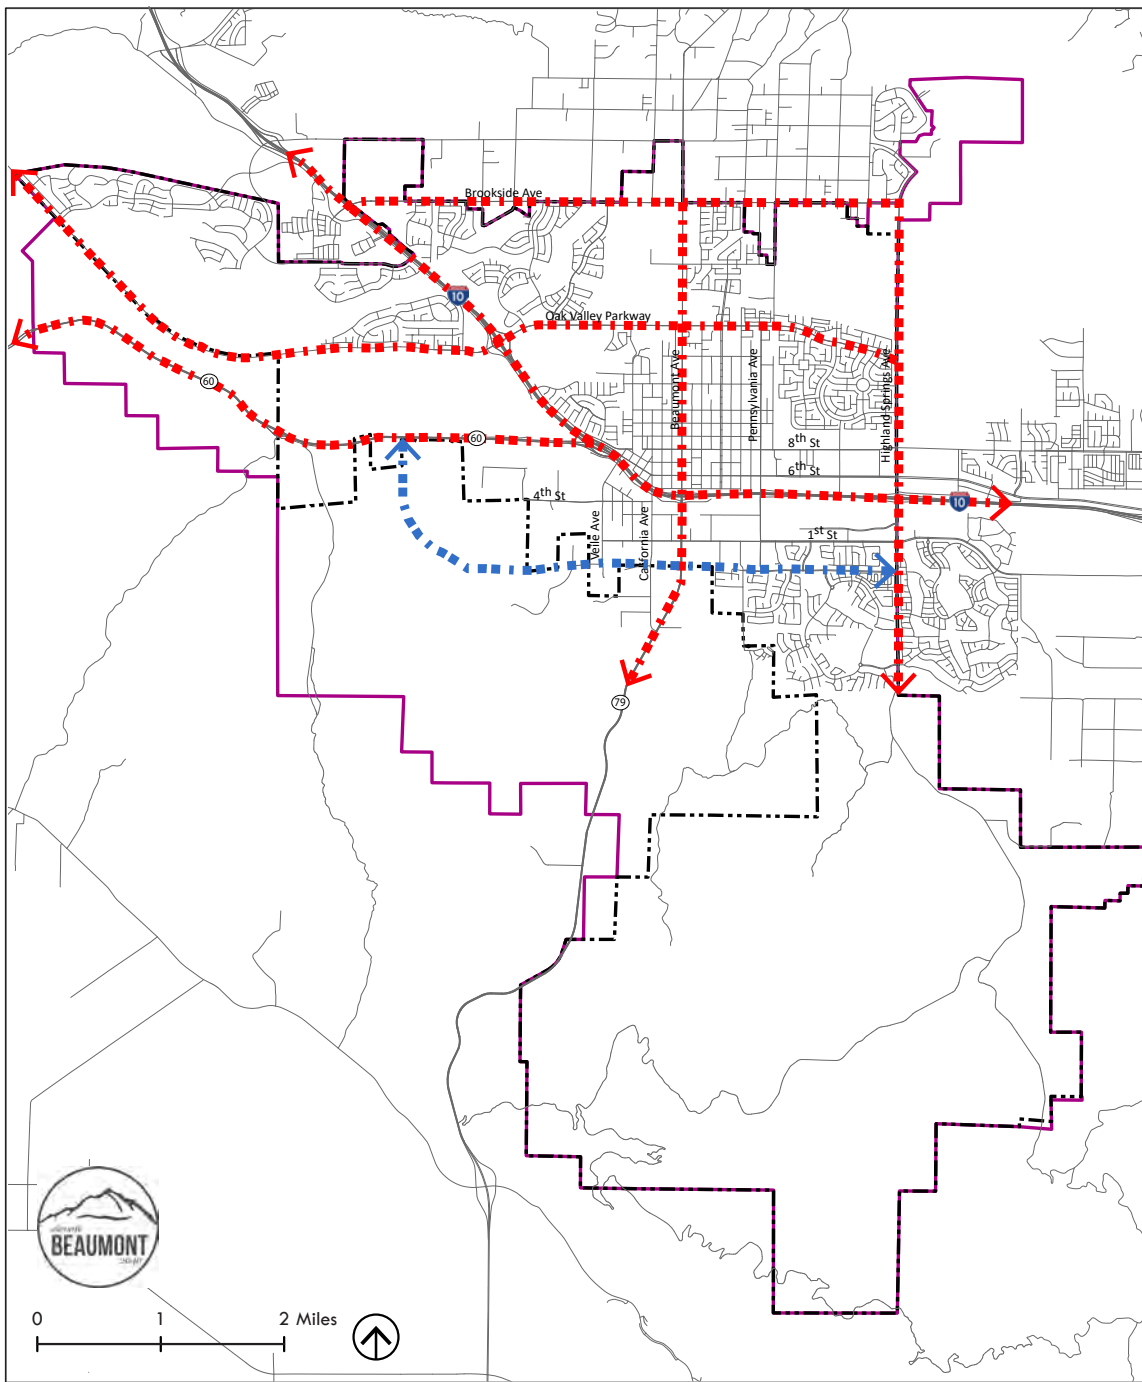 Brookside Ave
10
Oak Valley Parkway
Beaumont Ave
Pennsylvania Ave
Highland Springs Ave
60
60
8th St
6th St
4th St
10
Veile Ave
California Ave
1st St
79
BEAUMONT
0 1 2 Miles